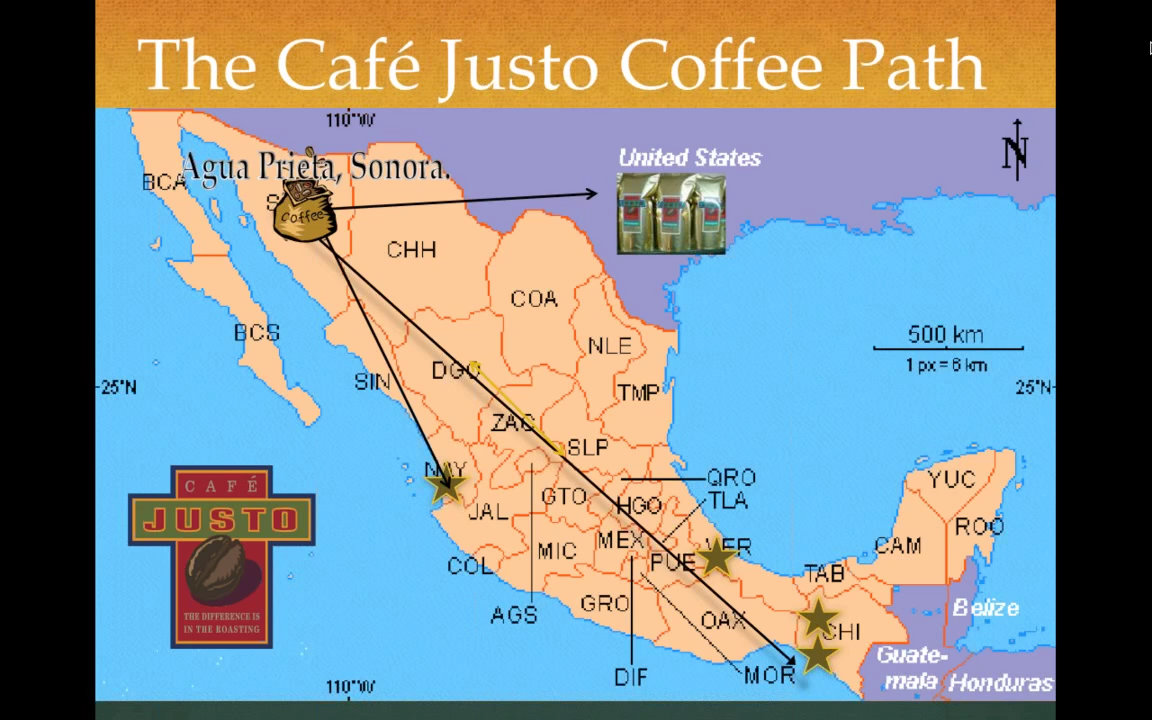 The Café Justo Coffee Path
110°W
N
United States
Agua Prieta, Sonora.
BCA
S
Coffee
CHH
COA
BCS
500 km
1 px = 6 km
NLE
25°N
DGO
SIN
TMP
25°N
ZAC
SLP
NAY
QRO
TLA
YUC
GTO
HGO
JAL
ROO
CAFÉ
JUSTO
MEX
VER
CAM
MIC
PUE
COL
TAB
GRO
Belize
AGS
OAX
CHI
THE DIFFERENCE IS
IN THE ROASTING
Guate-
mala
Honduras
DIF
MOR
110°W